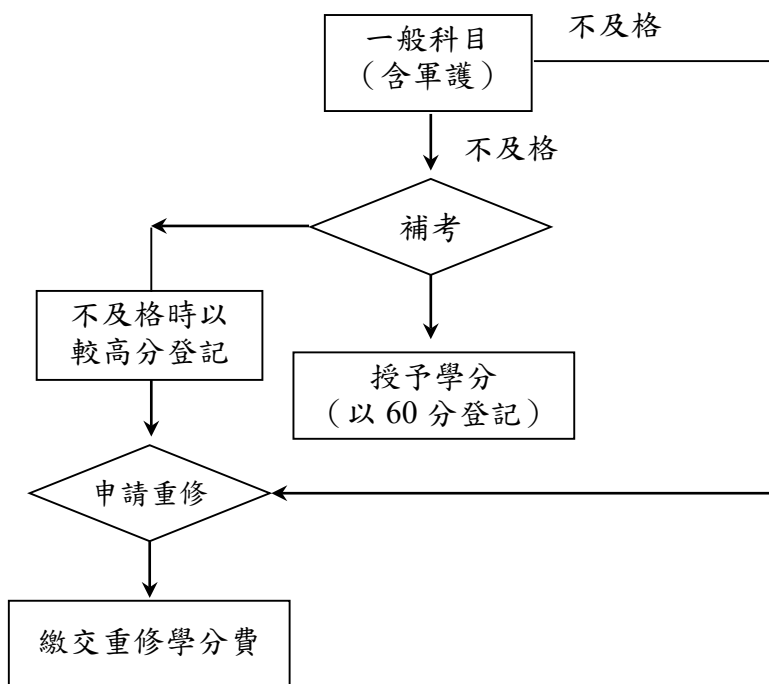 一般科目
（含軍護）
不及格
不及格
補考
不及格時以
較高分登記
授予學分
（以 60 分登記）
申請重修
繳交重修學分費